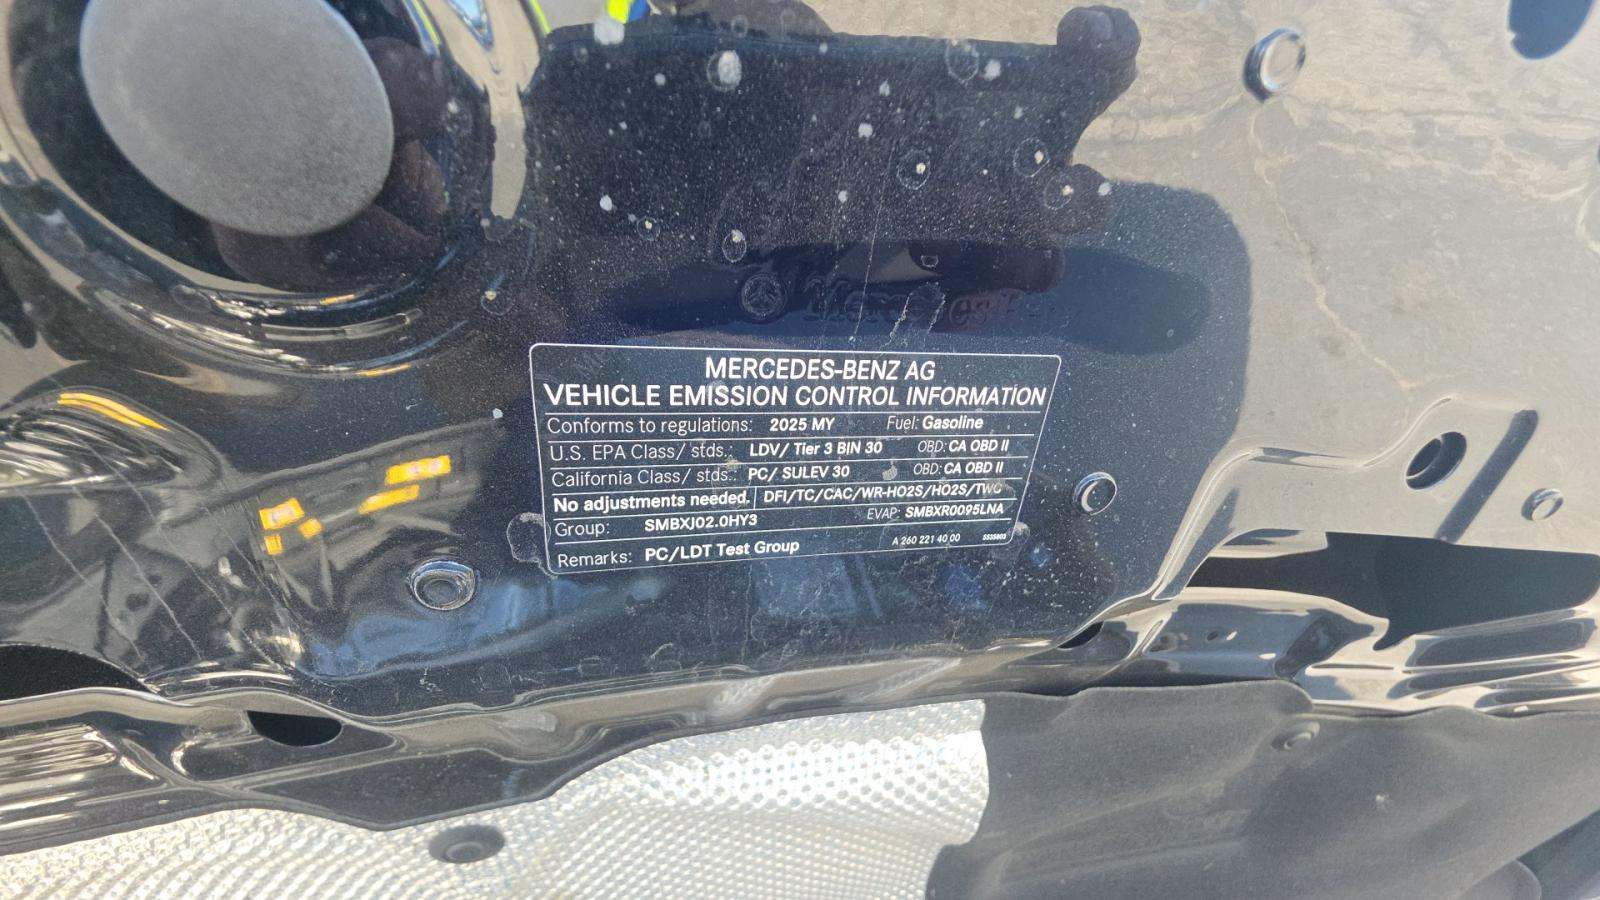 Mercedes
MERCEDES-BENZ AG
VEHICLE EMISSION CONTROL INFORMATION
Conforms to regulations: 2025 MY Fuel: Gasoline
U.S. EPA Class/ stds.: LDV/ Tier 3 BIN 30 OBD: CA OBD II
California Class/ stds.: PC/ SULEV 30 OBD: CA OBD II
No adjustments needed. DFI/TC/CAC/WR-HO2S/HO2S/TWC
Group: SMBXJ02.0HY3 EVAP: SMBXR0095LNA
Remarks: PC/LDT Test Group A 260 221 40 00